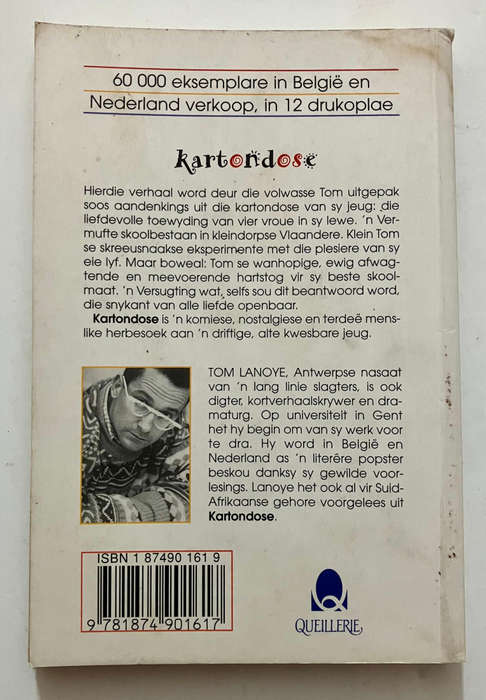 60 000 eksemplare in België en
Nederland verkoop, in 12 drukoplae
kartondose
Hierdie verhaal word deur die volwasse Tom uitgepak
soos aandenkings uit die kartondose van sy jeug: die
liefdevolle toewyding van vier vroue in sy lewe. 'n Ver-
mufte skoolbestaan in kleindorpse Vlaandere. Klein Tom
se skreeusnaakse eksperimente met die plesiere van sy
eie lyf. Maar boweal: Tom se wanhopige, ewig afwag-
tende en meevoerende hartstog vir sy beste skool-
maat. 'n Versugting wat, selfs sou dit beantwoord word,
die snykant van alle liefde openbaar.
Kartondose is 'n komiese, nostalgiese en terdeë mens-
like herbesoek aan 'n driftige, alte kwesbare jeug.
TOM LANOYE, Antwerpse nasaat
van 'n lang linie slagters, is ook
digter, kortverhaalskrywer en dra-
maturg. Op universiteit in Gent
het hy begin om van sy werk voor
te dra. Hy word in België en
Nederland as 'n literêre popster
beskou danksy sy gewilde voor-
lesings. Lanoye het ook al vir Suid-
Afrikaanse gehore voorgelees uit
Kartondose.
ISBN 1 87490 161 9
9 781874 901617
QUEILLERIE